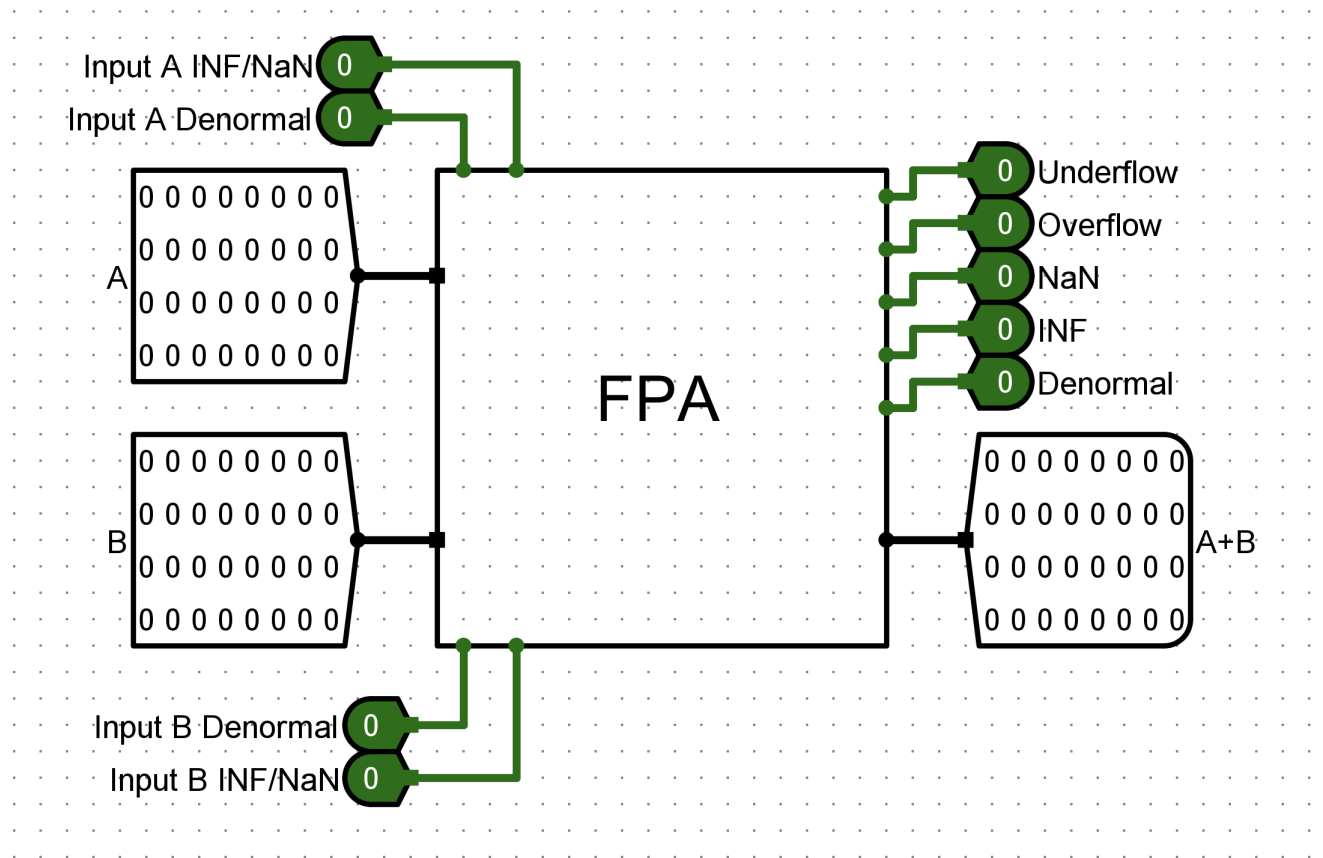 Input A INF/NaN 0
Input A Denormal 0
A
0 0 0 0 0 0 0 0
0 0 0 0 0 0 0 0
0 0 0 0 0 0 0 0
0 0 0 0 0 0 0 0
B
0 0 0 0 0 0 0 0
0 0 0 0 0 0 0 0
0 0 0 0 0 0 0 0
0 0 0 0 0 0 0 0
Input B Denormal 0
Input B INF/NaN 0
FPA
0 Underflow
0 Overflow
0 NaN
0 INF
0 Denormal
0 0 0 0 0 0 0 0
0 0 0 0 0 0 0 0
0 0 0 0 0 0 0 0
0 0 0 0 0 0 0 0
A+B